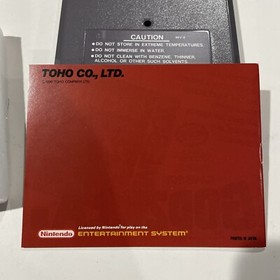 • DO NOT STORE IN EXTREME TEMPERATURES.
• DO NOT IMMERSE IN WATER
• DO NOT CLEAN WITH BENZENE, THINNER,
ALCOHOL OR OTHER SUCH SOLVENTS.
TOHO CO., LTD.
Licensed by Nintendo® for play on the
Nintendo
ENTERTAINMENT SYSTEM®